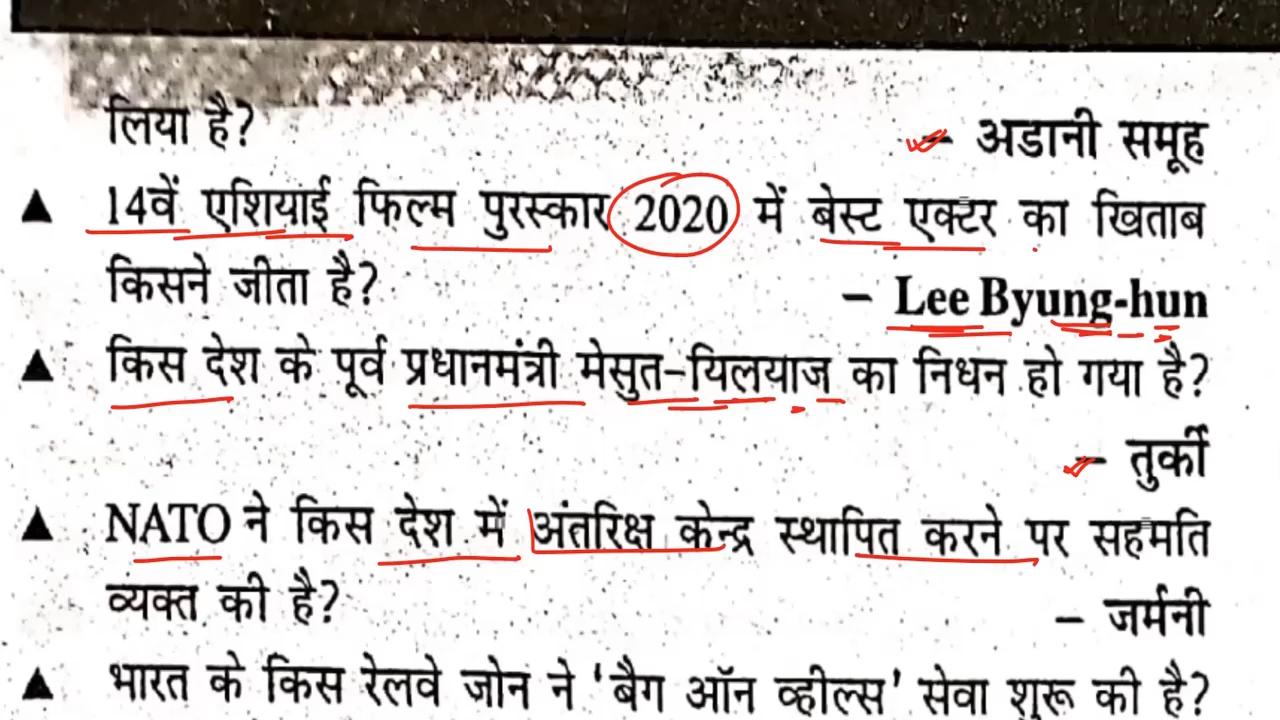 लिया है? – अडानी समूह
▲ 14वें एशियाई फिल्म पुरस्कार 2020 में बेस्ट एक्टर का खिताब
किसने जीता है? – Lee Byung-hun
▲ किस देश के पूर्व प्रधानमंत्री मेसुत-यिलयाज का निधन हो गया है?
– तुर्की
▲ NATO ने किस देश में अंतरिक्ष केन्द्र स्थापित करने पर सहमति
व्यक्त की है? – जर्मनी
▲ भारत के किस रेलवे जोन ने 'बैग ऑन व्हील्स' सेवा शुरू की है?